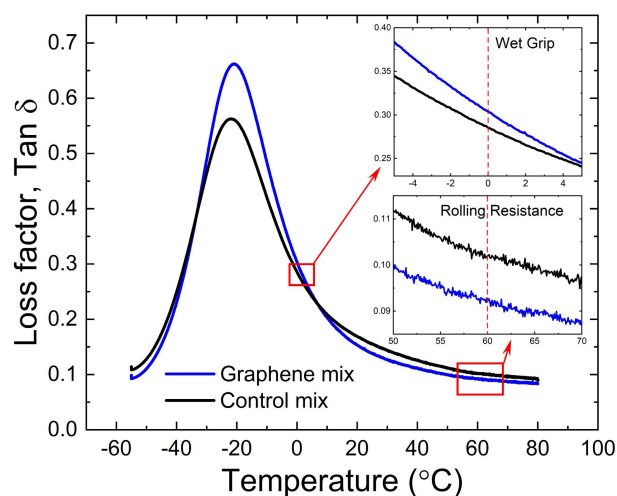 Loss factor, Tan δ
0.7
0.6
0.5
0.4
0.3
0.2
0.1
0.0
-60 -40 -20 0 20 40 60 80 100
Temperature (°C)
Graphene mix
Control mix
Wet Grip
0.40
0.35
0.30
0.25
-4 -2 0 2 4
Rolling Resistance
0.11
0.10
0.09
50 55 60 65 70